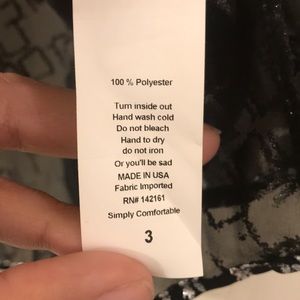 100 % Polyester
Turn inside out
Hand wash cold
Do not bleach
Hand to dry
do not iron
Or you'll be sad
MADE IN USA
Fabric Imported
RN# 142161
Simply Comfortable
3